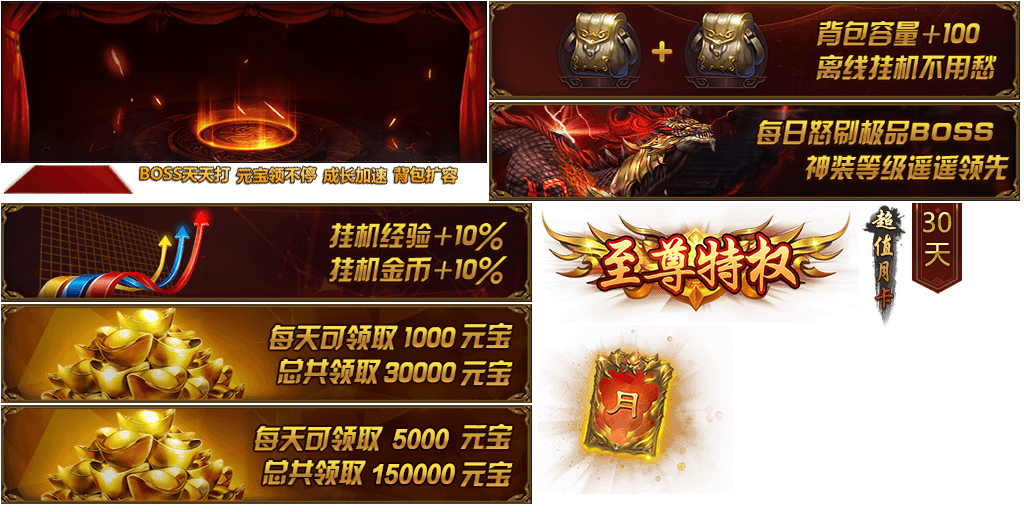 背包容量+100
离线挂机不用愁
每日怒刷极品BOSS
神装等级遥遥领先
BOSS天天打 元宝领不停 成长加速 背包扩容
挂机经验+10%
挂机金币+10%
至尊特权
超值月卡
30
天
每天可领取 1000 元宝
总共领取 30000 元宝
月
每天可领取 5000 元宝
总共领取 150000 元宝